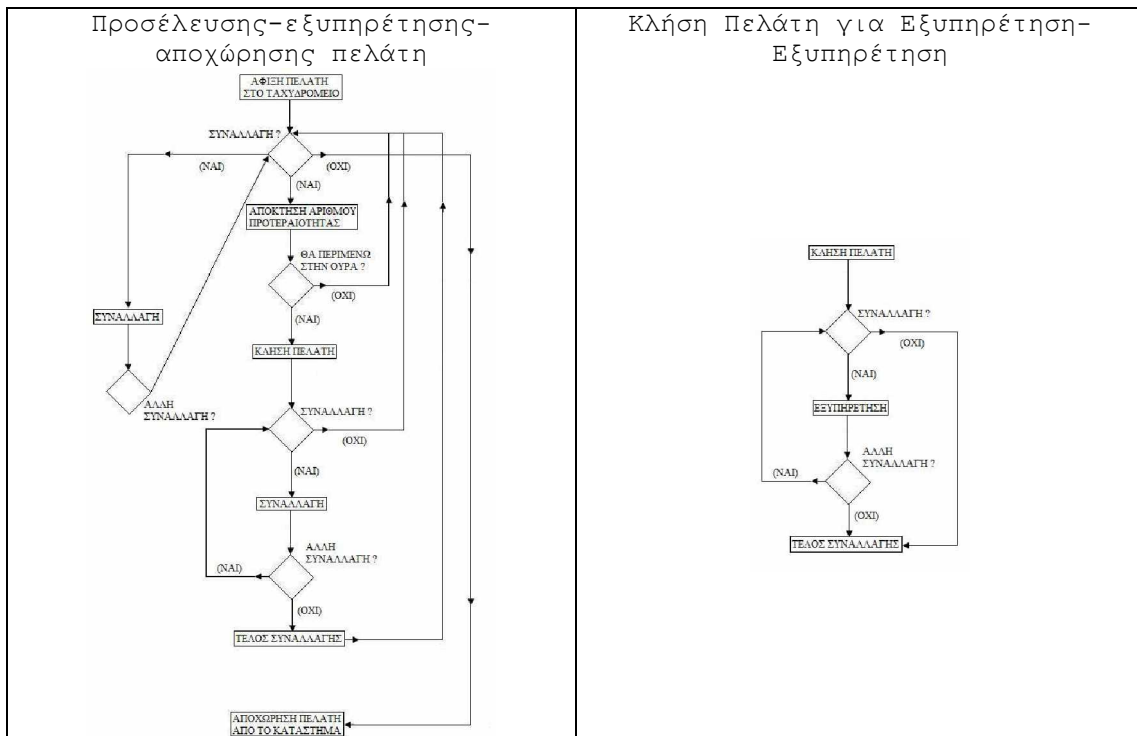 Προσέλευσης-εξυπηρέτησης-
αποχώρησης πελάτη
ΑΦΙΞΗ ΠΕΛΑΤΗ
ΣΤΟ ΤΑΧΥΔΡΟΜΕΙΟ
ΣΥΝΑΛΛΑΓΗ ?
(ΝΑΙ)
(ΟΧΙ)
(ΝΑΙ)
ΑΠΟΚΤΗΣΗ ΑΡΙΘΜΟΥ
ΠΡΟΤΕΡΑΙΟΤΗΤΑΣ
ΘΑ ΠΕΡΙΜΕΝΩ
ΣΤΗΝ ΟΥΡΑ ?
(ΟΧΙ)
(ΝΑΙ)
ΣΥΝΑΛΛΑΓΗ
ΚΛΗΣΗ ΠΕΛΑΤΗ
ΑΛΛΗ
ΣΥΝΑΛΛΑΓΗ ?
ΣΥΝΑΛΛΑΓΗ ?
(ΟΧΙ)
(ΝΑΙ)
ΣΥΝΑΛΛΑΓΗ
ΑΛΛΗ
ΣΥΝΑΛΛΑΓΗ ?
(ΝΑΙ)
(ΟΧΙ)
ΤΕΛΟΣ ΣΥΝΑΛΛΑΓΗΣ
ΑΠΟΧΩΡΗΣΗ ΠΕΛΑΤΗ
ΑΠΟ ΤΟ ΚΑΤΑΣΤΗΜΑ
Κλήση Πελάτη για Εξυπηρέτηση-
Εξυπηρέτηση
ΚΛΗΣΗ ΠΕΛΑΤΗ
ΣΥΝΑΛΛΑΓΗ ?
(ΟΧΙ)
(ΝΑΙ)
ΕΞΥΠΗΡΕΤΗΣΗ
ΑΛΛΗ
ΣΥΝΑΛΛΑΓΗ ?
(ΝΑΙ)
(ΟΧΙ)
ΤΕΛΟΣ ΣΥΝΑΛΛΑΓΗΣ